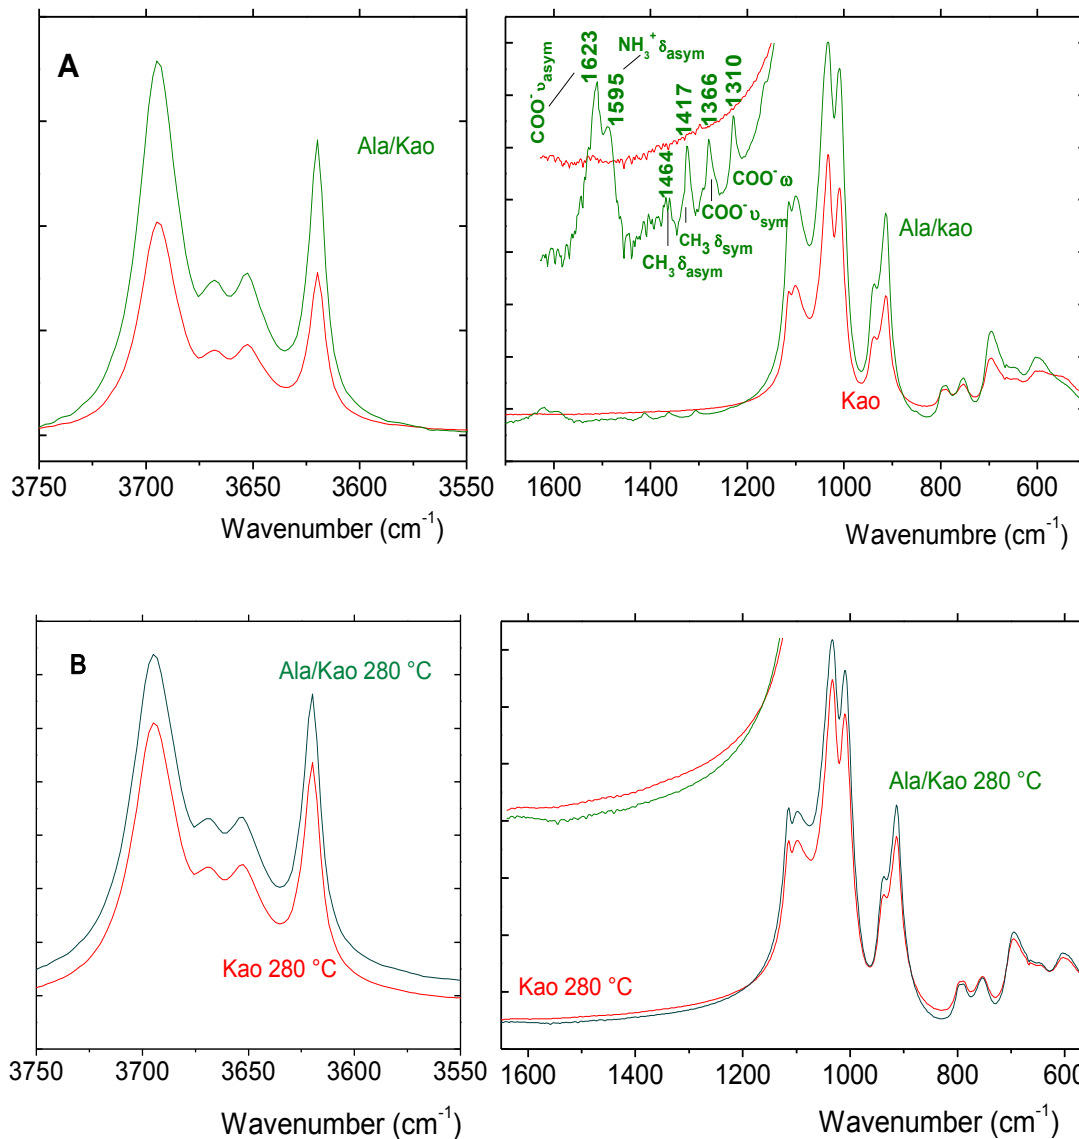 A
Ala/Kao
3750 3700 3650 3600 3550
Wavenumber (cm⁻¹)
COO⁻ υasym
1623
NH₃⁺ δasym
1595
1464
1417
1366
1310
COO⁻ ω
COO⁻ υsym
CH₃ δsym
CH₃ δasym
Ala/kao
Kao
1600 1400 1200 1000 800 600
Wavenumbre (cm⁻¹)
B
Ala/Kao 280 °C
Kao 280 °C
3750 3700 3650 3600 3550
Wavenumber (cm⁻¹)
Ala/Kao 280 °C
Kao 280 °C
1600 1400 1200 1000 800 600
Wavenumber (cm⁻¹)